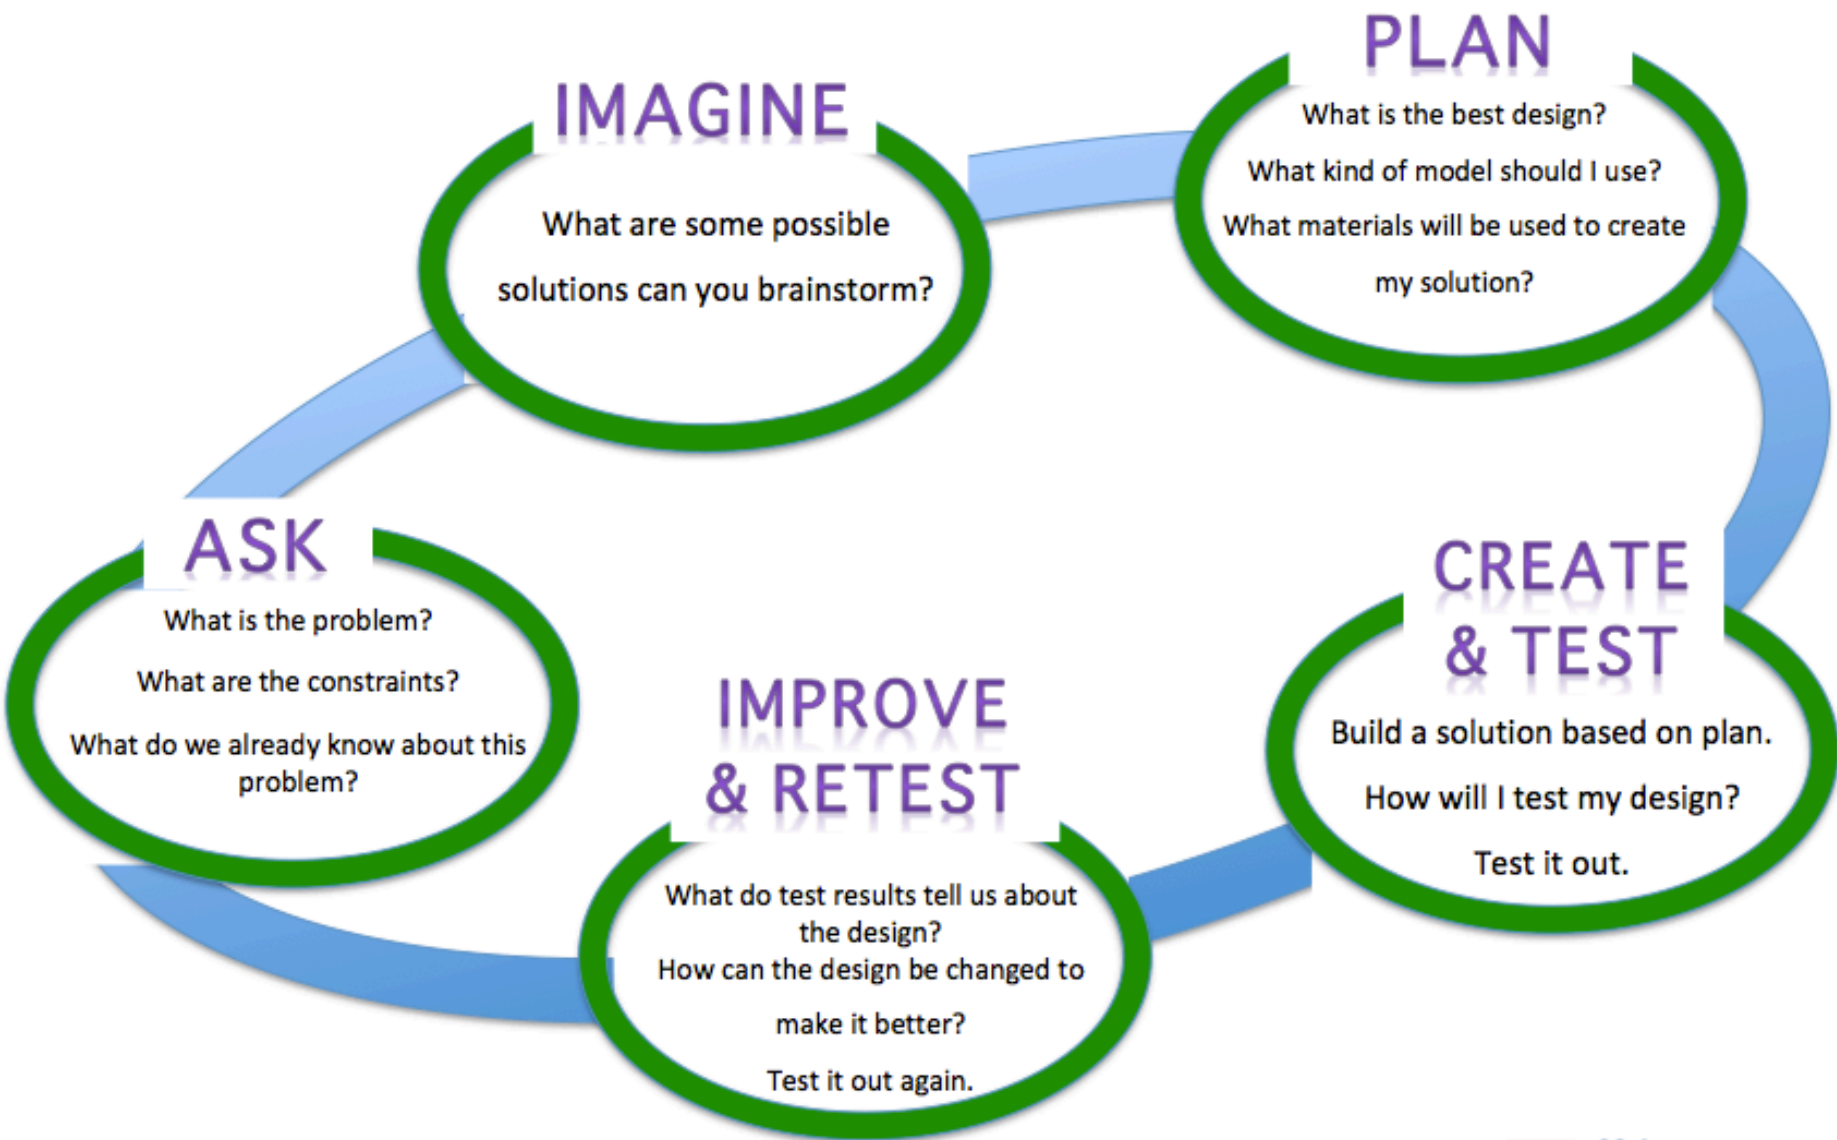 ASK
What is the problem?
What are the constraints?
What do we already know about this
problem?
IMAGINE
What are some possible
solutions can you brainstorm?
PLAN
What is the best design?
What kind of model should I use?
What materials will be used to create
my solution?
CREATE
& TEST
Build a solution based on plan.
How will I test my design?
Test it out.
IMPROVE
& RETEST
What do test results tell us about
the design?
How can the design be changed to
make it better?
Test it out again.